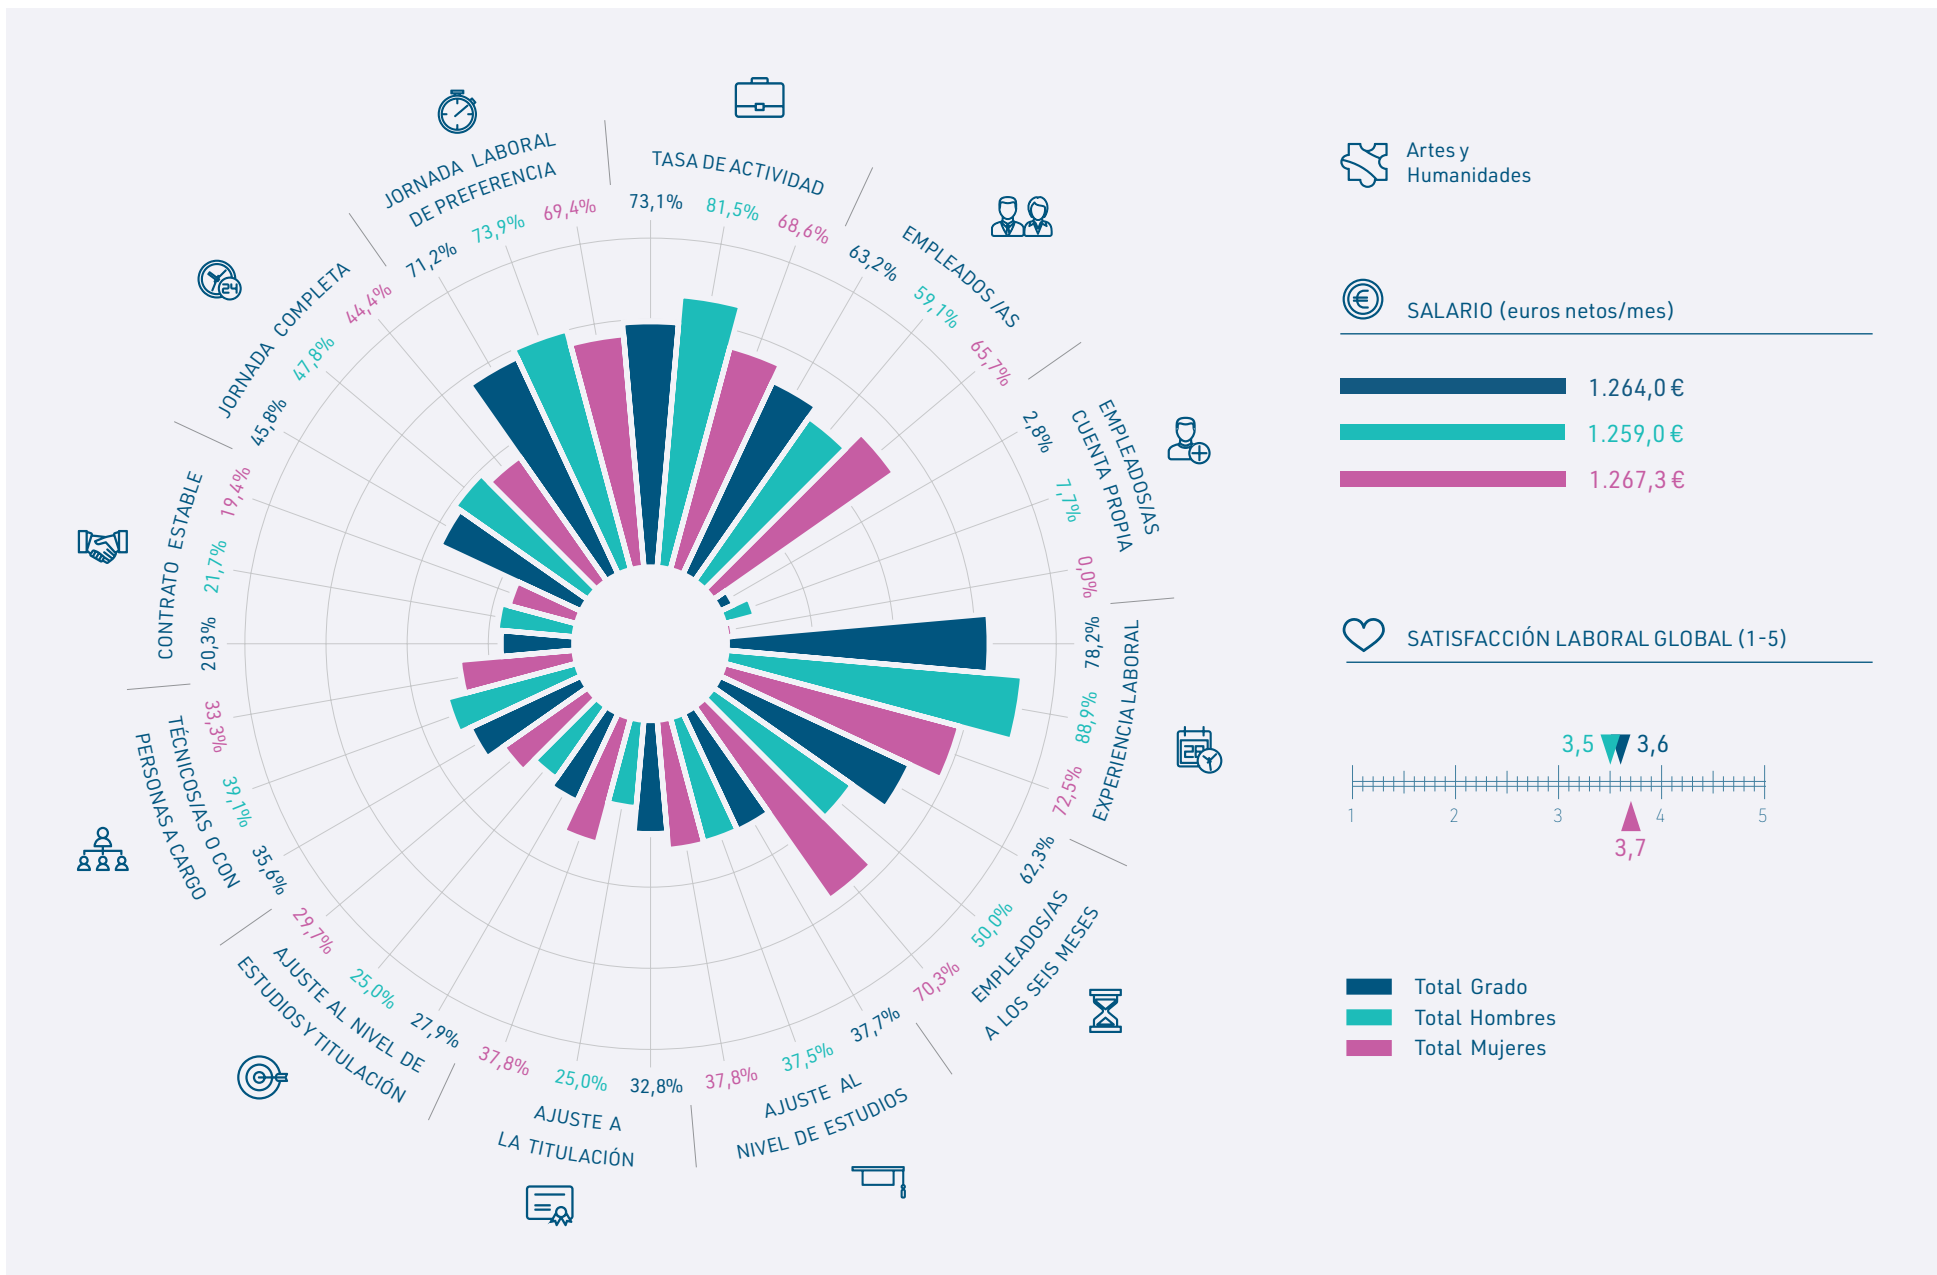 TASA DE ACTIVIDAD
73,1%
81,5%
68,6%
EMPLEADOS /AS
63,2%
59,1%
65,7%
EMPLEADOS/AS
CUENTA PROPIA
2,8%
7,7%
0,0%
EXPERIENCIA LABORAL
78,2%
88,9%
72,5%
EMPLEADOS/AS
A LOS SEIS MESES
62,3%
50,0%
70,3%
AJUSTE AL
NIVEL DE ESTUDIOS
37,7%
37,5%
37,8%
AJUSTE A
LA TITULACIÓN
32,8%
25,0%
37,8%
AJUSTE AL NIVEL DE
ESTUDIOS Y TITULACIÓN
27,9%
25,0%
29,7%
TÉCNICOS/AS O CON
PERSONAS A CARGO
35,6%
39,1%
33,3%
CONTRATO ESTABLE
20,3%
21,7%
19,4%
JORNADA COMPLETA
45,8%
47,8%
44,4%
JORNADA LABORAL
DE PREFERENCIA
71,2%
73,9%
69,4%
24
Artes y
Humanidades
SALARIO (euros netos/mes)
1.264,0 €
1.259,0 €
1.267,3 €
SATISFACCIÓN LABORAL GLOBAL (1-5)
3,5 3,6
1 2 3 4 5
3,7
Total Grado
Total Hombres
Total Mujeres